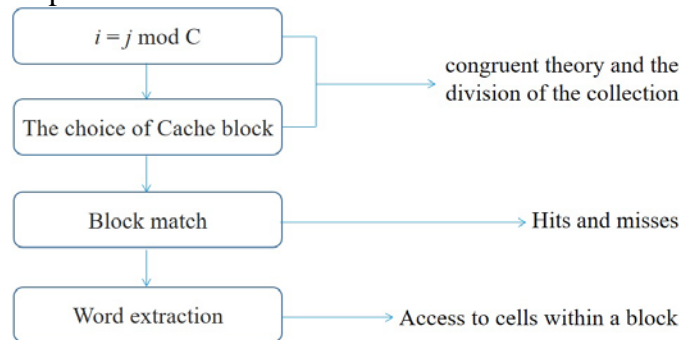 i = j mod C
congruent theory and the
division of the collection
The choice of Cache block
Block match
Hits and misses
Word extraction
Access to cells within a block